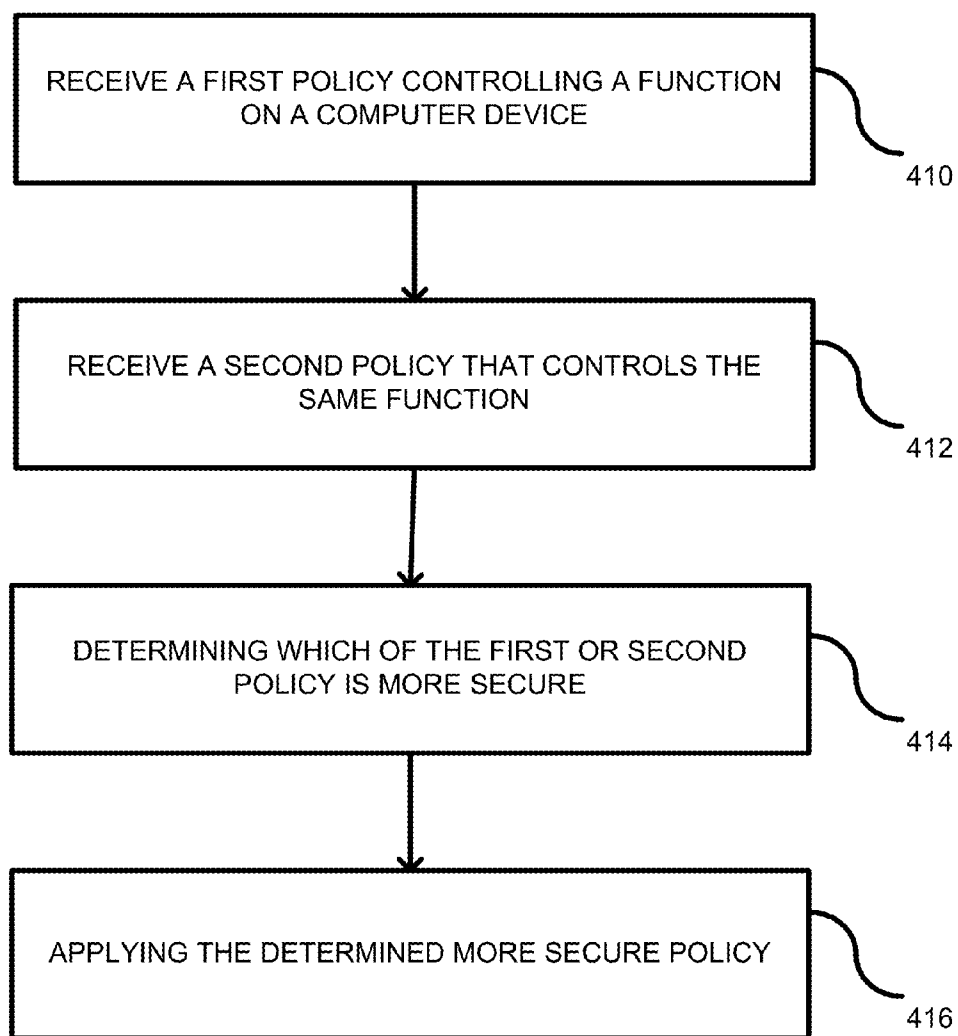 RECEIVE A FIRST POLICY CONTROLLING A FUNCTION
ON A COMPUTER DEVICE
410
RECEIVE A SECOND POLICY THAT CONTROLS THE
SAME FUNCTION
412
DETERMINING WHICH OF THE FIRST OR SECOND
POLICY IS MORE SECURE
414
APPLYING THE DETERMINED MORE SECURE POLICY
416